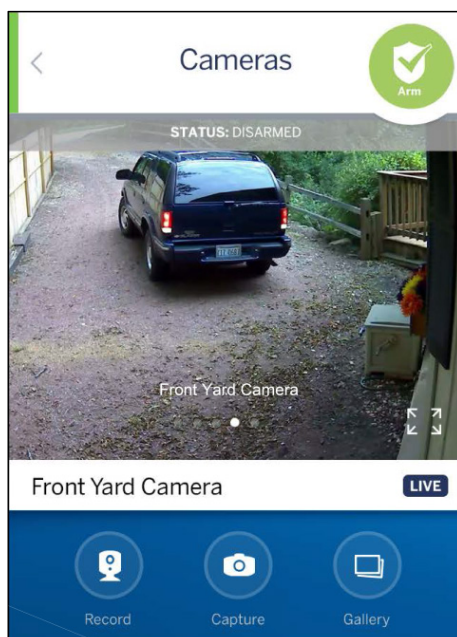 Cameras
Arm
STATUS: DISARMED
Front Yard Camera
Front Yard Camera
LIVE
Record
Capture
Gallery